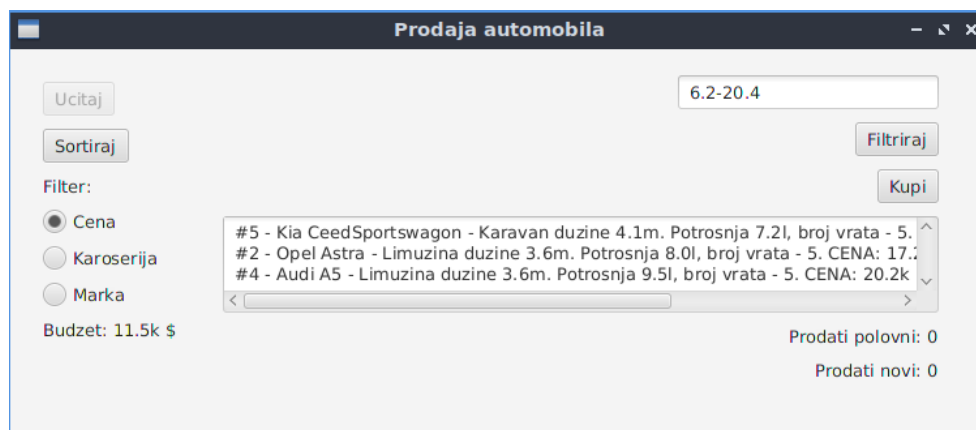 Prodaja automobila
Ucitaj
6.2-20.4
Sortiraj
Filtriraj
Filter:
Kupi
Cena
Karoserija
Marka
#5 - Kia CeedSportswagon - Karavan duzine 4.1m. Potrosnja 7.2l, broj vrata - 5.
#2 - Opel Astra - Limuzina duzine 3.6m. Potrosnja 8.0l, broj vrata - 5. CENA: 17.2
#4 - Audi A5 - Limuzina duzine 3.6m. Potrosnja 9.5l, broj vrata - 5. CENA: 20.2k
Budzet: 11.5k $
Prodati polovni: 0
Prodati novi: 0